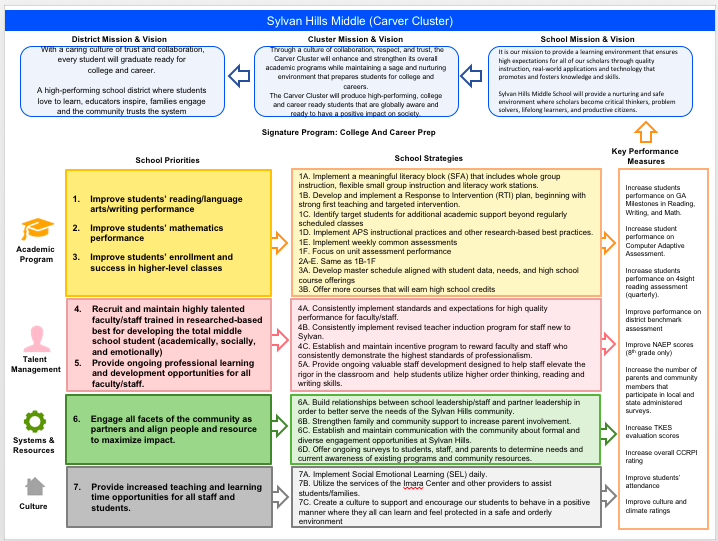 Sylvan Hills Middle (Carver Cluster)
District Mission & Vision
With a caring culture of trust and collaboration,
every student will graduate ready for
college and career.
A high-performing school district where students
love to learn, educators inspire, families engage
and the community trusts the system
Cluster Mission & Vision
Through a culture of collaboration, respect, and trust, the
Carver Cluster will enhance and strengthen its overall
academic programs while maintaining a sage and nurturing
environment that prepares students for college and
careers.
The Carver Cluster will produce high-performing, college
and career ready students that are globally aware and
ready to have a positive impact on society.
School Mission & Vision
It is our mission to provide a learning environment that ensures
high expectations for all of our scholars through quality
instruction, real-world applications and technology that
promotes and fosters knowledge and skills.
Sylvan Hills Middle School will provide a nurturing and safe
environment where scholars become critical thinkers, problem
solvers, lifelong learners, and productive citizens.
Signature Program: College And Career Prep
School Priorities
School Strategies
Key Performance
Measures
Academic
Program
1. Improve students' reading/language
arts/writing performance
2. Improve students' mathematics
performance
3. Improve students' enrollment and
success in higher-level classes
1A. Implement a meaningful literacy block (SFA) that includes whole group
instruction, flexible small group instruction and literacy work stations.
1B. Develop and implement a Response to Intervention (RTI) plan, beginning with
strong first teaching and targeted intervention.
1C. Identify target students for additional academic support beyond regularly
scheduled classes
1D. Implement APS instructional practices and other research-based best practices.
1E. Implement weekly common assessments
1F. Focus on unit assessment performance
2A-E. Same as 1B-1F
3A. Develop master schedule aligned with student data, needs, and high school
course offerings
3B. Offer more courses that will earn high school credits
Talent
Management
4. Recruit and maintain highly talented
faculty/staff trained in researched-based
best for developing the total middle
school student (academically, socially,
and emotionally)
5. Provide ongoing professional learning
and development opportunities for all
faculty/staff.
4A. Consistently implement standards and expectations for high quality
performance for faculty/staff.
4B. Consistently implement revised teacher induction program for staff new to
Sylvan.
4C. Establish and maintain incentive program to reward faculty and staff who
consistently demonstrate the highest standards of professionalism.
5A. Provide ongoing valuable staff development designed to help staff elevate the
rigor in the classroom and help students utilize higher order thinking, reading and
writing skills.
Systems &
Resources
6. Engage all facets of the community as
partners and align people and resource
to maximize impact.
6A. Build relationships between school leadership/staff and partner leadership in
order to better serve the needs of the Sylvan Hills community.
6B. Strengthen family and community support to increase parent involvement.
6C. Establish and maintain communication with the community about formal and
diverse engagement opportunities at Sylvan Hills.
6D. Offer ongoing surveys to students, staff, and parents to determine needs and
current awareness of existing programs and community resources.
Culture
7. Provide increased teaching and learning
time opportunities for all staff and
students.
7A. Implement Social Emotional Learning (SEL) daily.
7B. Utilize the services of the Imara Center and other providers to assist
students/families.
7C. Create a culture to support and encourage our students to behave in a positive
manner where they all can learn and feel protected in a safe and orderly
environment
Increase students
performance on GA
Milestones in Reading,
Writing, and Math.
Increase student
performance on
Computer Adaptive
Assessment.
Increase students
performance on 4sight
reading assessment
(quarterly).
Improve performance on
district benchmark
assessment
Improve NAEP scores
(8th grade only)
Increase the number of
parents and community
members that
participate in local and
state administered
surveys.
Increase TKES
evaluation scores
Increase overall CCRPI
rating
Improve students'
attendance
Improve culture and
climate ratings